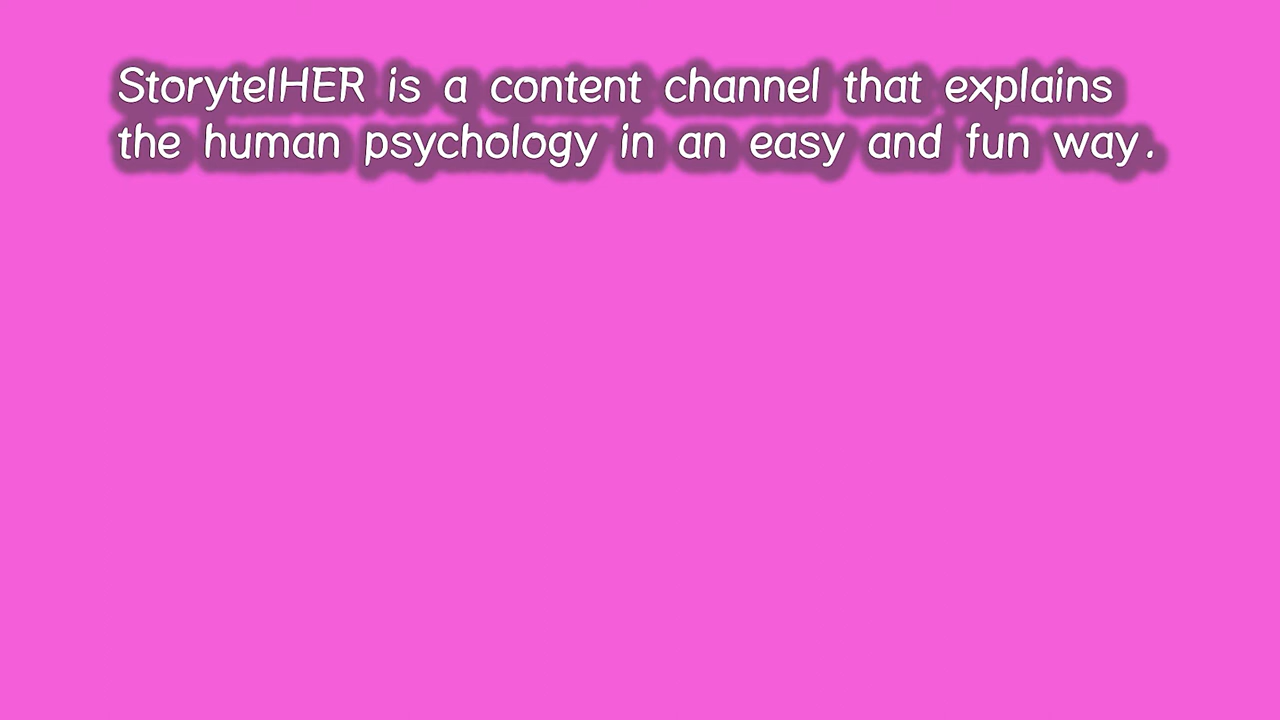 StorytelHER is a content channel that explains
the human psychology in an easy and fun way.